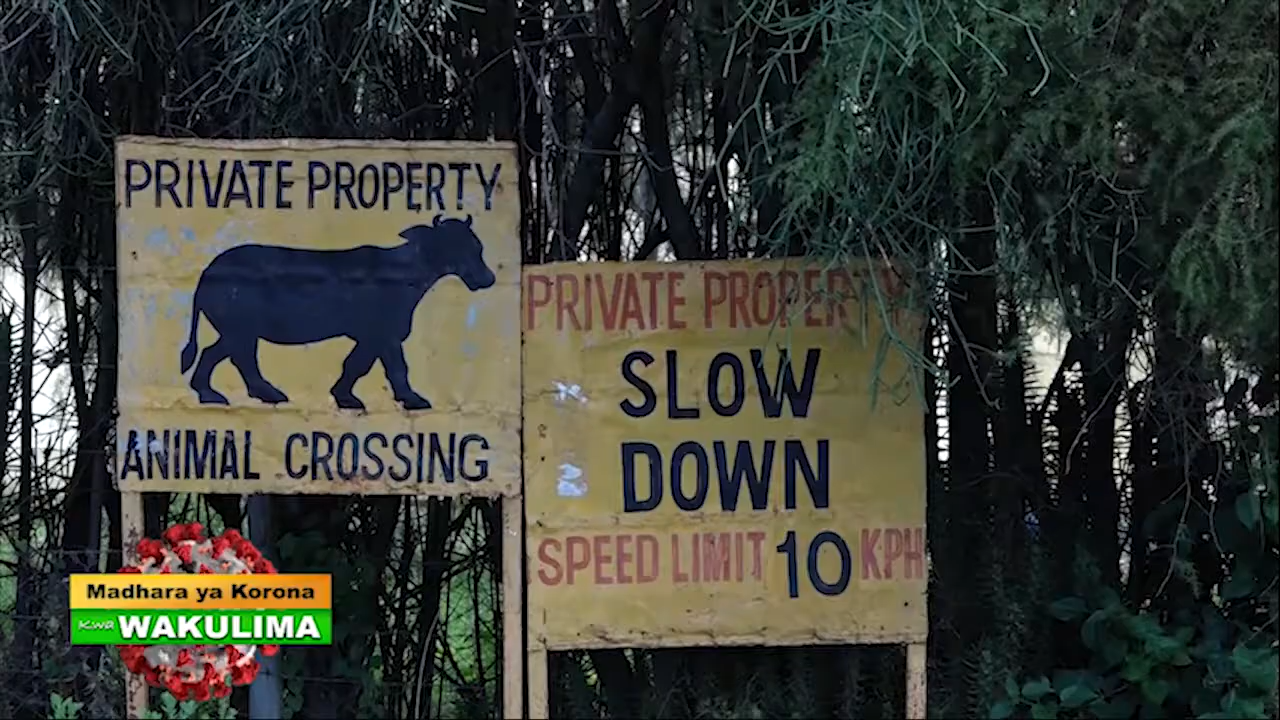 PRIVATE PROPERTY
ANIMAL CROSSING
PRIVATE PROPERTY
SLOW
DOWN
SPEED LIMIT 10 KPH
Madhara ya Korona
Kwa WAKULIMA